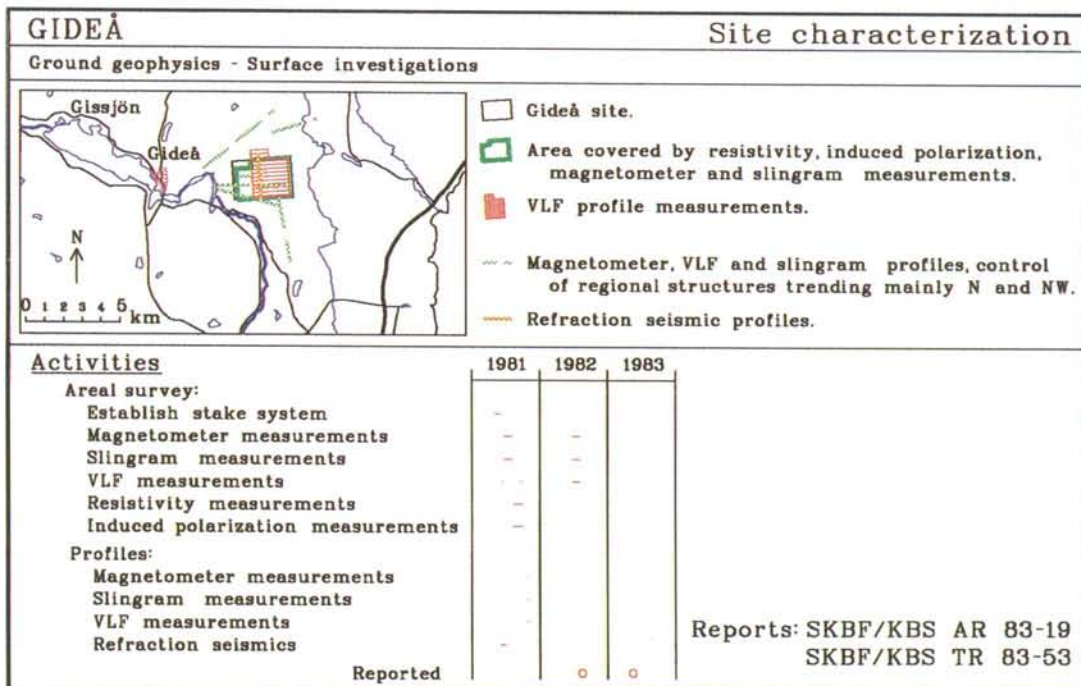 GIDEÅ
Site characterization
Ground geophysics - Surface investigations
Gissjön
Gideå
N
0 1 2 3 4 5
km
Gideå site.
Area covered by resistivity, induced polarization,
magnetometer and slingram measurements.
VLF profile measurements.
Magnetometer, VLF and slingram profiles, control
of regional structures trending mainly N and NW.
Refraction seismic profiles.
Activities
1981 1982 1983
Areal survey:
Establish stake system
Magnetometer measurements
Slingram measurements
VLF measurements
Resistivity measurements
Induced polarization measurements
Profiles:
Magnetometer measurements
Slingram measurements
VLF measurements
Refraction seismics
Reported
Reports: SKBF/KBS AR 83-19
SKBF/KBS TR 83-53